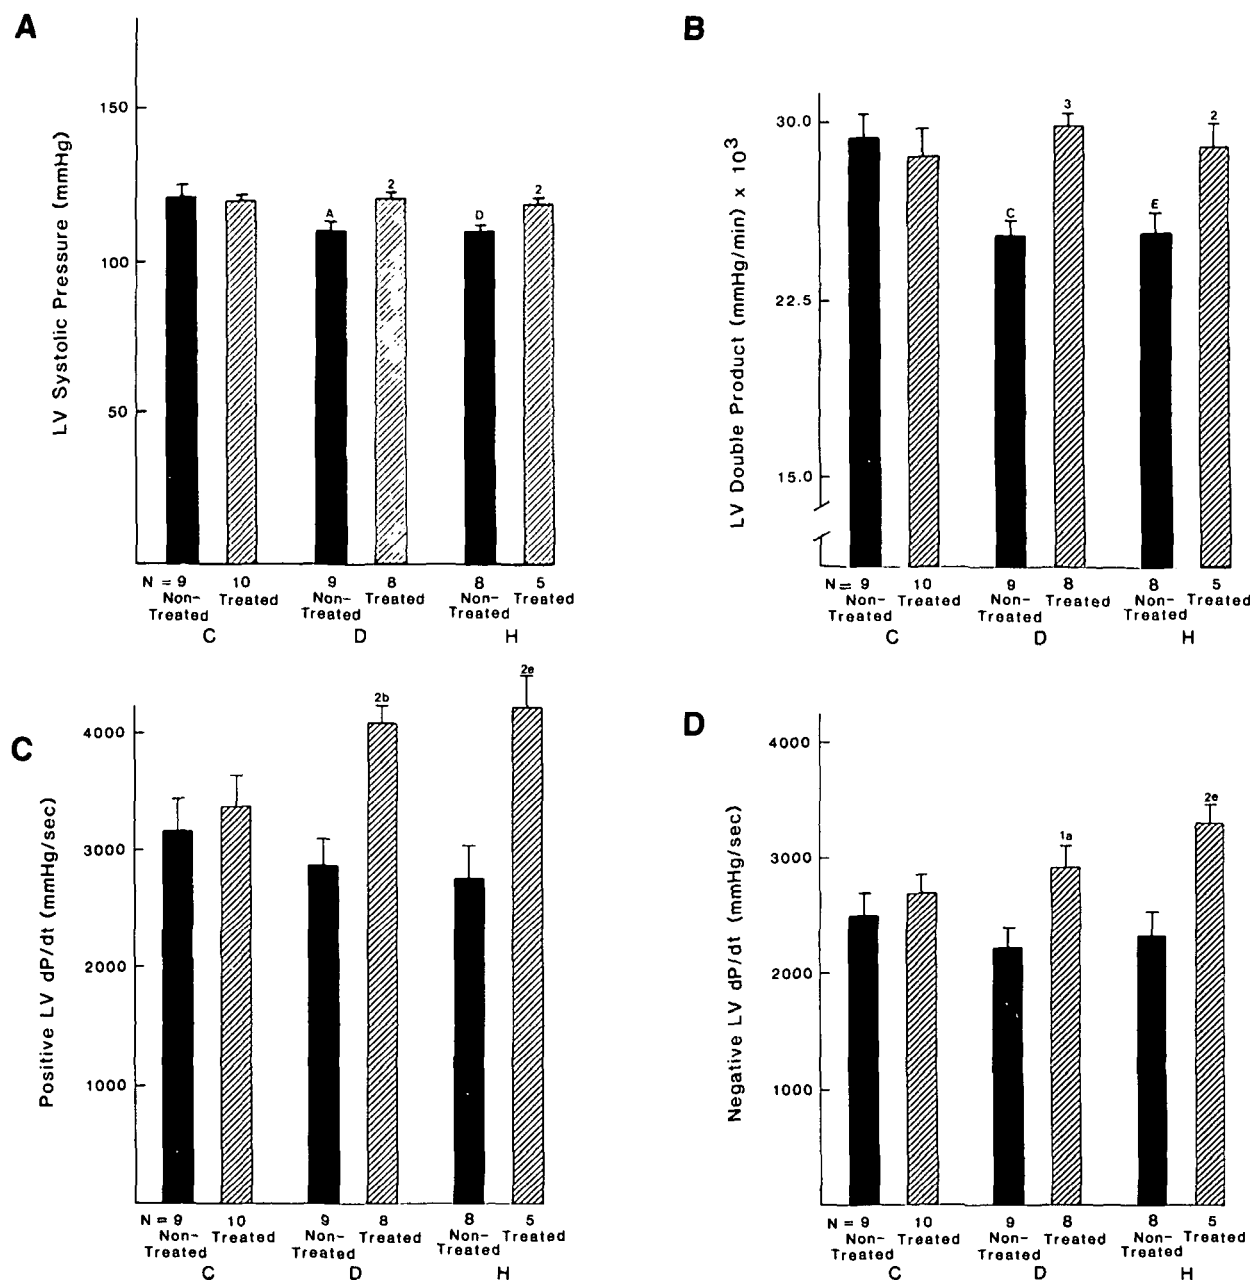 A
LV Systolic Pressure (mmHg)
150
100
50
A
2
D
2
N = 9 10 9 8 8 5
Non-Treated Treated Non-Treated Treated Non-Treated Treated
C D H
B
LV Double Product (mmHg/min) x 10³
30.0
22.5
15.0
C
3
E
2
N = 9 10 9 8 8 5
Non-Treated Treated Non-Treated Treated Non-Treated Treated
C D H
C
Positive LV dP/dt (mmHg/sec)
4000
3000
2000
1000
2b
2e
N = 9 10 9 8 8 5
Non-Treated Treated Non-Treated Treated Non-Treated Treated
C D H
D
Negative LV dP/dt (mmHg/sec)
4000
3000
2000
1000
1a
2e
N = 9 10 9 8 8 5
Non-Treated Treated Non-Treated Treated Non-Treated Treated
C D H